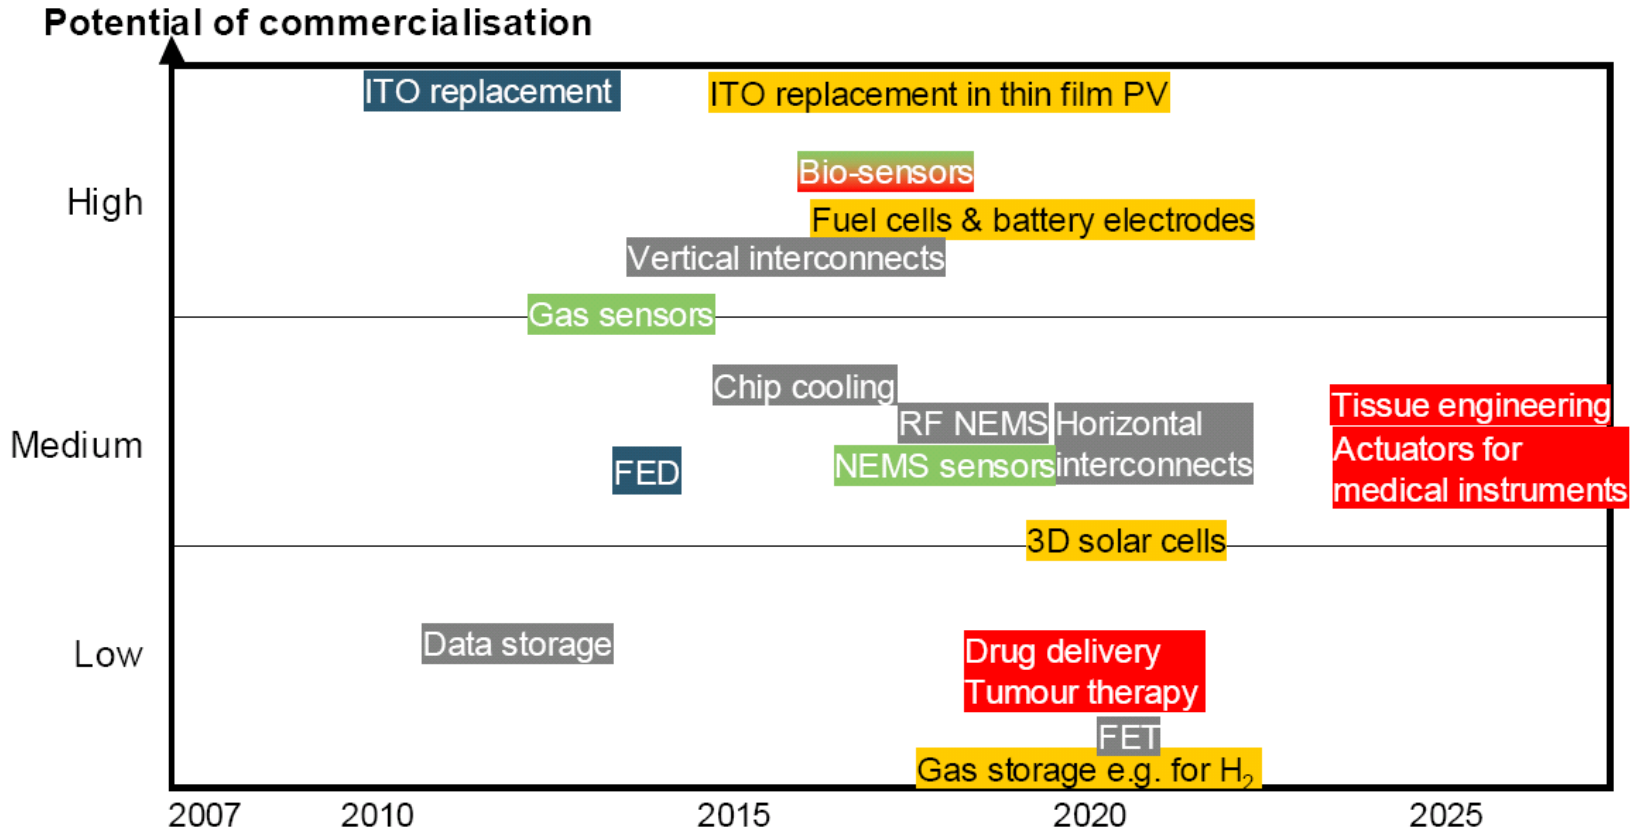 Potential of commercialisation
ITO replacement
ITO replacement in thin film PV
Bio-sensors
High
Fuel cells & battery electrodes
Vertical interconnects
Gas sensors
Chip cooling
Tissue engineering
RF NEMS
Horizontal
interconnects
Medium
Actuators for
medical instruments
NEMS sensors
FED
3D solar cells
Data storage
Low
Drug delivery
Tumour therapy
FET
Gas storage e.g. for H₂
2007
2010
2015
2020
2025